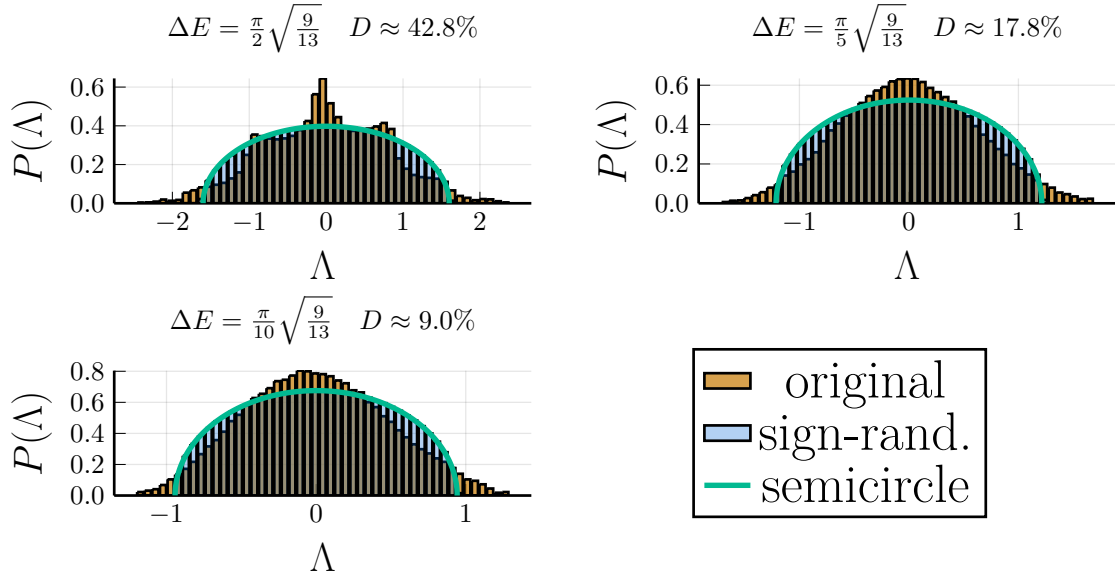 ΔE = π/2 √(9/13)   D ≈ 42.8%
P(Λ)
0.6
0.4
0.2
0.0
−2 −1 0 1 2
Λ
ΔE = π/5 √(9/13)   D ≈ 17.8%
P(Λ)
0.6
0.4
0.2
0.0
−1 0 1
Λ
ΔE = π/10 √(9/13)   D ≈ 9.0%
P(Λ)
0.8
0.6
0.4
0.2
0.0
−1 0 1
Λ
original
sign-rand.
semicircle